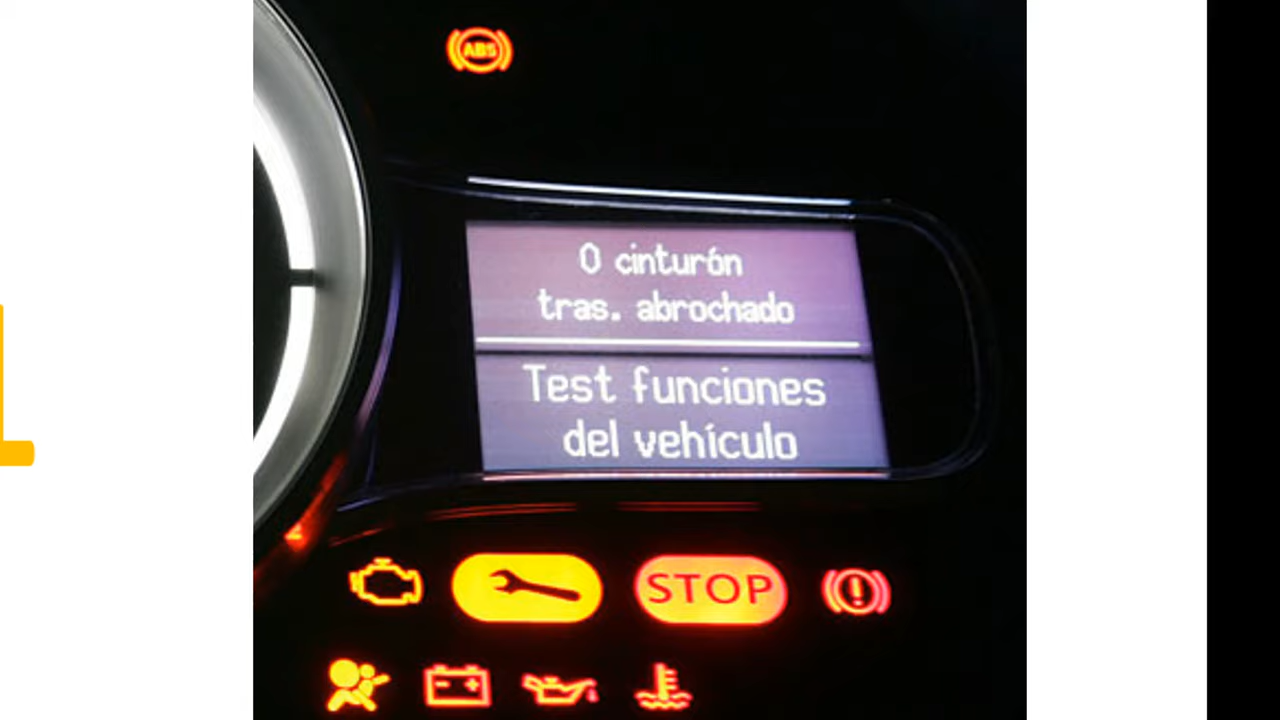 ABS
0 cinturón
tras. abrochado
Test funciones
del vehículo
STOP